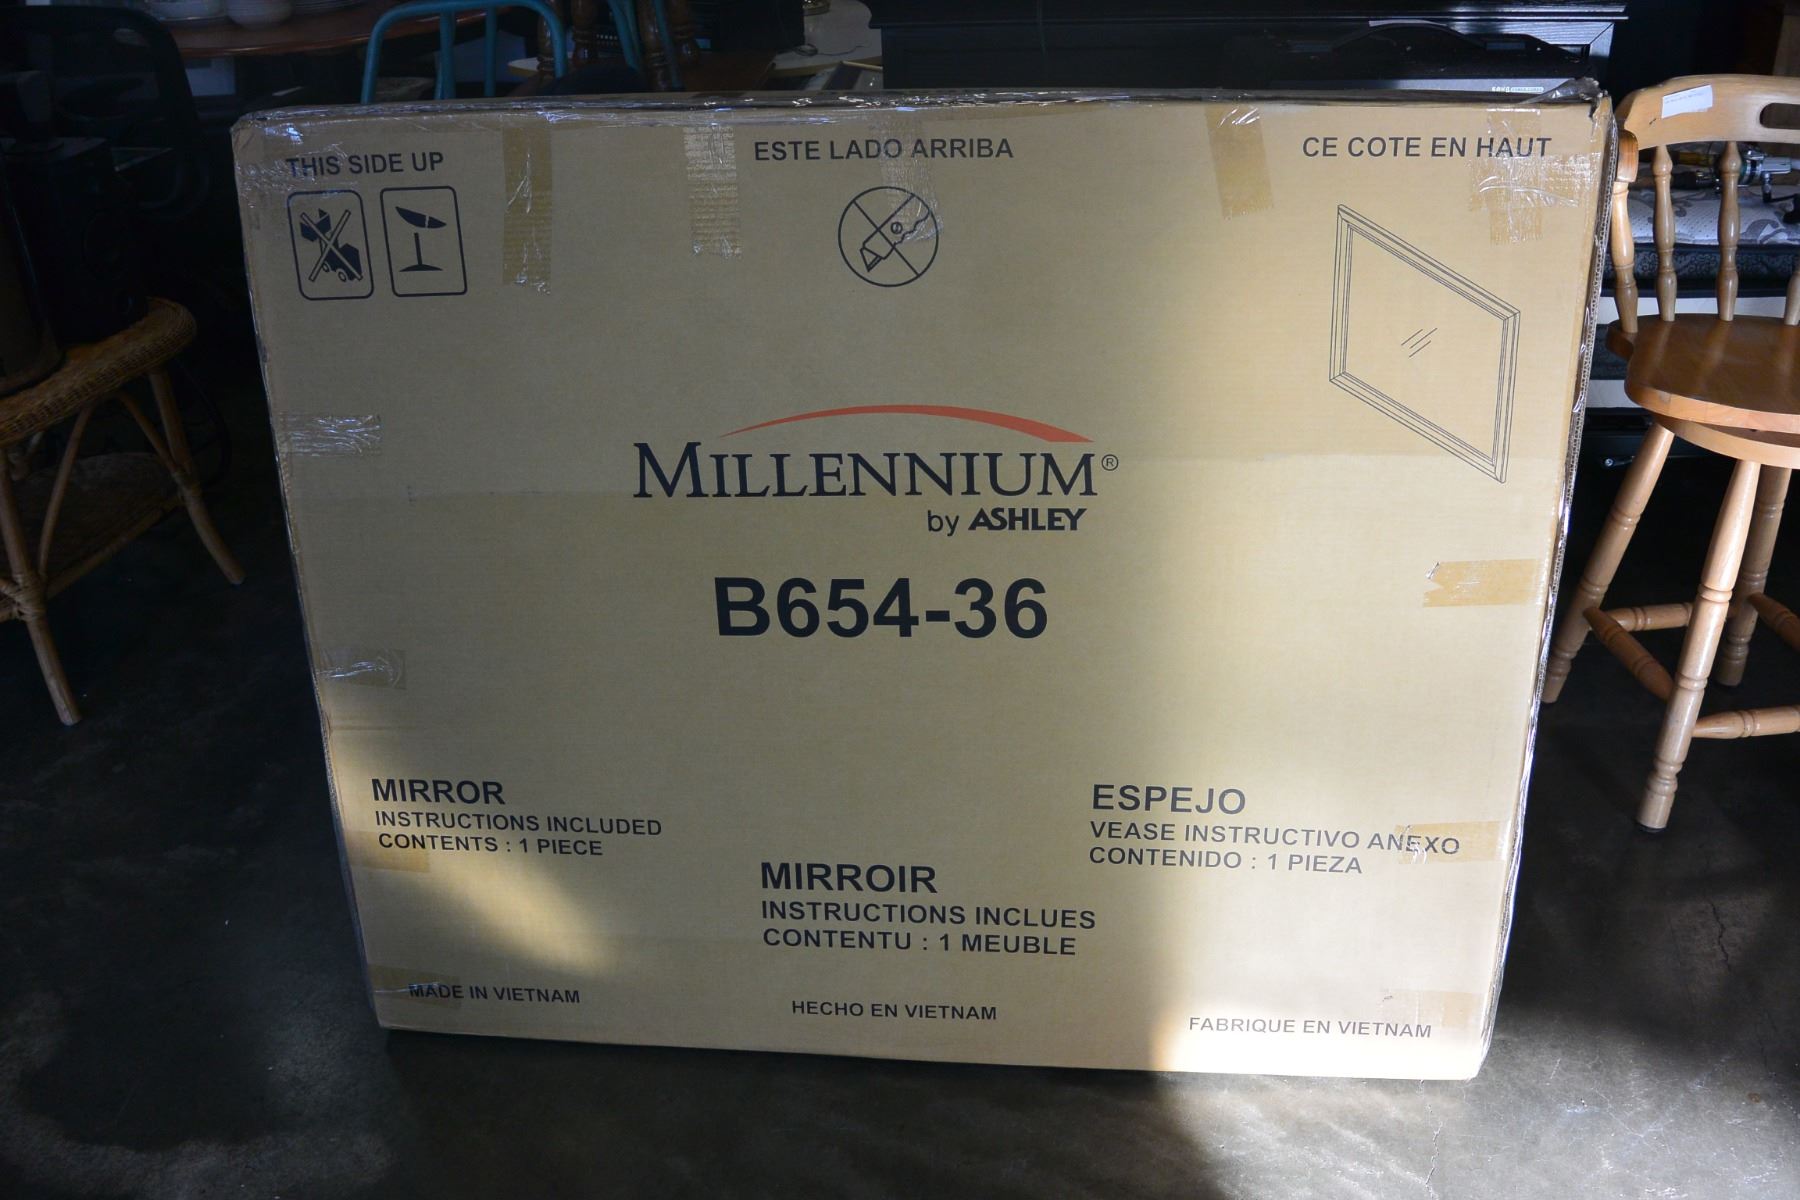 THIS SIDE UP
ESTE LADO ARRIBA
CE COTE EN HAUT
MILLENNIUM®
by ASHLEY
B654-36
MIRROR
INSTRUCTIONS INCLUDED
CONTENTS : 1 PIECE
MIRROIR
INSTRUCTIONS INCLUES
CONTENTU : 1 MEUBLE
ESPEJO
VEASE INSTRUCTIVO ANEXO
CONTENIDO : 1 PIEZA
MADE IN VIETNAM
HECHO EN VIETNAM
FABRIQUE EN VIETNAM